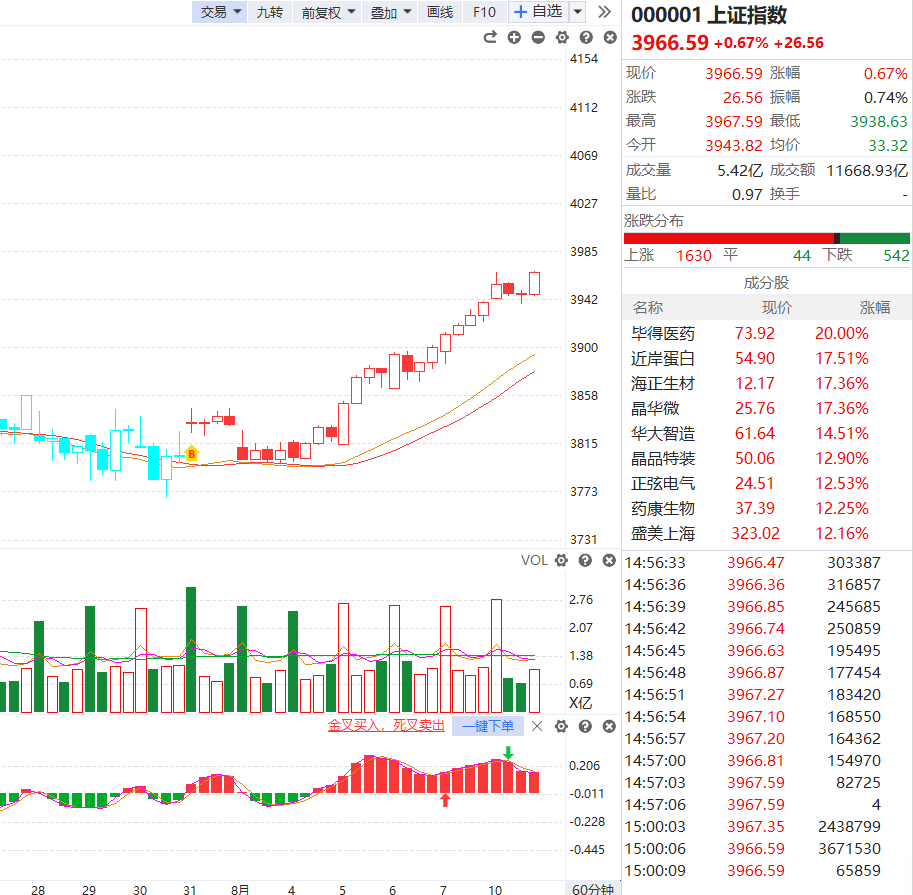 交易 九转 前复权 叠加 画线 F10 + 自选
4154
4112
4069
4027
3985
3942
3900
3858
3815
3773
3731
B
VOL
2.76
2.07
1.38
0.69
X亿
金叉买入，死叉卖出 一键下单
0.206
-0.011
-0.228
-0.445
28 29 30 31 8月 4 5 6 7 10 60分钟
000001 上证指数
3966.59 +0.67% +26.56
现价 3966.59 涨幅 0.67%
涨跌 26.56 振幅 0.74%
最高 3967.59 最低 3938.63
今开 3943.82 均价 33.32
成交量 5.42亿 成交额 11668.93亿
量比 0.97 换手 -
涨跌分布
上涨 1630 平 44 下跌 542
成分股
名称 现价 涨幅
毕得医药 73.92 20.00%
近岸蛋白 54.90 17.51%
海正生材 12.17 17.36%
晶华微 25.76 17.36%
华大智造 61.64 14.51%
晶品特装 50.06 12.90%
正弦电气 24.51 12.53%
药康生物 37.39 12.25%
盛美上海 323.02 12.16%
14:56:33 3966.47 303387
14:56:36 3966.36 316857
14:56:39 3966.85 245685
14:56:42 3966.74 250859
14:56:45 3966.63 195495
14:56:48 3966.87 177454
14:56:51 3967.27 183420
14:56:54 3967.10 168550
14:56:57 3967.20 164362
14:57:00 3966.81 154970
14:57:03 3967.59 82725
14:57:06 3967.59 4
15:00:03 3967.35 2438799
15:00:06 3966.59 3671530
15:00:09 3966.59 65859